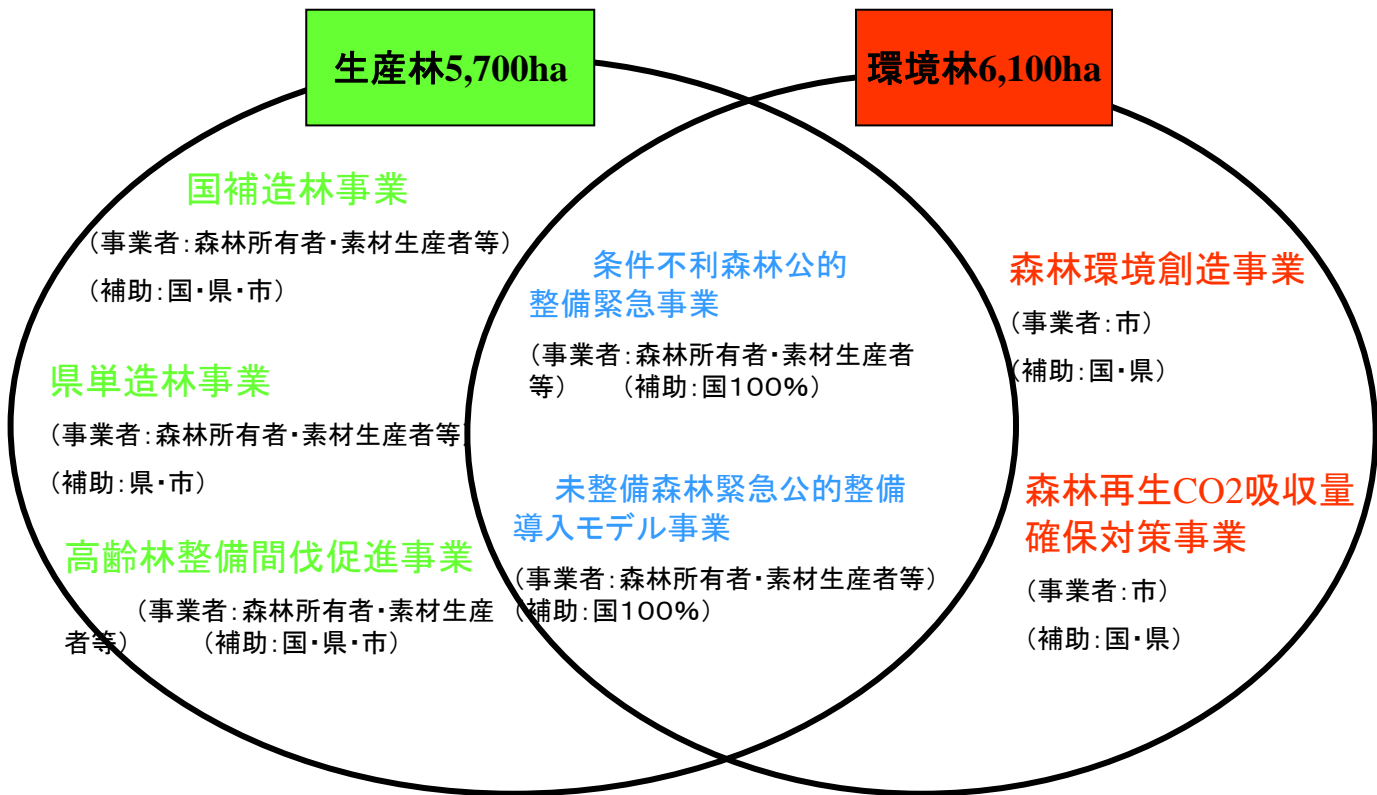 生産林5,700ha
環境林6,100ha
国補造林事業
（事業者：森林所有者・素材生産者等）
（補助：国・県・市）
県単造林事業
（事業者：森林所有者・素材生産者等）
（補助：県・市）
高齢林整備間伐促進事業
（事業者：森林所有者・素材生産
者等）　（補助：国・県・市）
条件不利森林公的
整備緊急事業
（事業者：森林所有者・素材生産者
等）　（補助：国100％）
未整備森林緊急公的整備
導入モデル事業
（事業者：森林所有者・素材生産者等）
（補助：国100％）
森林環境創造事業
（事業者：市）
（補助：国・県）
森林再生CO2吸収量
確保対策事業
（事業者：市）
（補助：国・県）